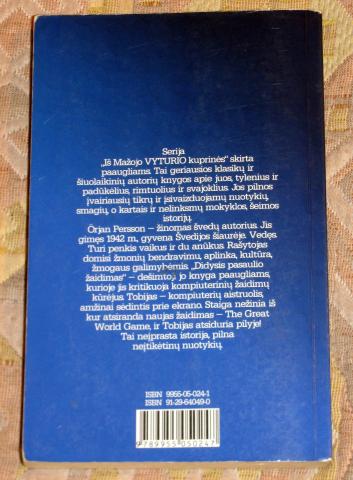 Serija
„Iš Mažojo VYTURIO kuprinės" skirta
paaugliams. Tai geriausios klasikų ir
šiuolaikinių autorių knygos apie juos, tylenius ir
padūkėlius, rimtuolius ir svajoklius. Jos pilnos
įvairiausių tikrų ir įsivaizduojamų nuotykių,
smagių, o kartais ir nelinksmų mokyklos, šeimos
istorijų.
Örjan Persson – žinomas švedų autorius. Jis
gimęs 1942 m, gyvena Švedijos šiaurėje. Vedęs.
Turi penkis vaikus ir du anūkus. Rašytojas
domisi žmonių bendravimu, aplinka, kultūra,
žmogaus galimybėmis. „Didysis pasaulio
žaidimas" – dešimtoji jo knyga paaugliams,
kurioje jis kritikuoja kompiuterinių žaidimų
kūrėjus. Tobijas – kompiuterių aistruolis,
amžinai sėdintis prie ekrano. Staiga nežinia iš
kur atsiranda naujas žaidimas – The Great
World Game, ir Tobijas atsiduria pilyje!
Tai neįprasta istorija, pilna
neįtikėtinų nuotykių.
ISBN 9955-05-024-1
ISBN 91-29-64049-0
9789955050247